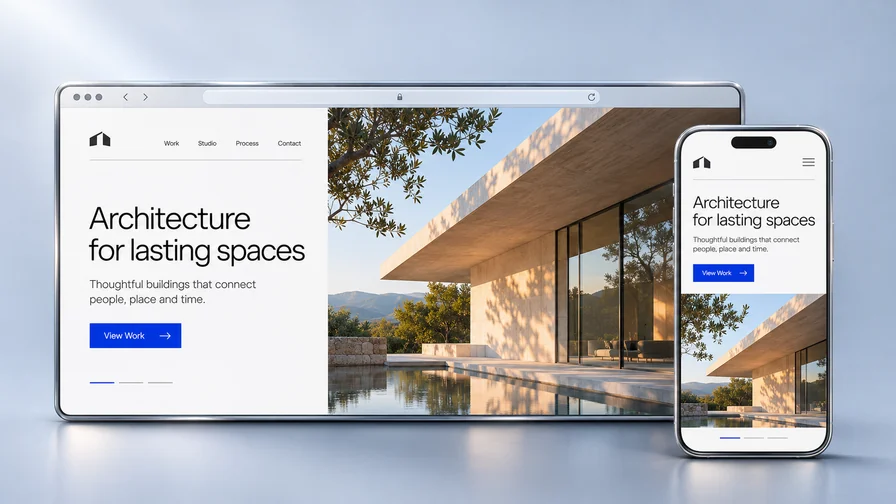 Work Studio Process Contact
Architecture
for lasting spaces
Thoughtful buildings that connect
people, place and time.
View Work
Architecture
for lasting spaces
Thoughtful buildings that connect
people, place and time.
View Work